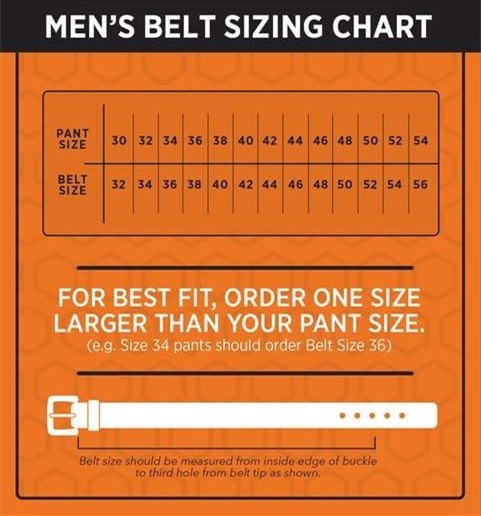 MEN'S BELT SIZING CHART
PANT SIZE 30 32 34 36 38 40 42 44 46 48 50 52 54
BELT SIZE 32 34 36 38 40 42 44 46 48 50 52 54 56
FOR BEST FIT, ORDER ONE SIZE
LARGER THAN YOUR PANT SIZE.
(e.g. Size 34 pants should order Belt Size 36)
Belt size should be measured from inside edge of buckle
to third hole from belt tip as shown.